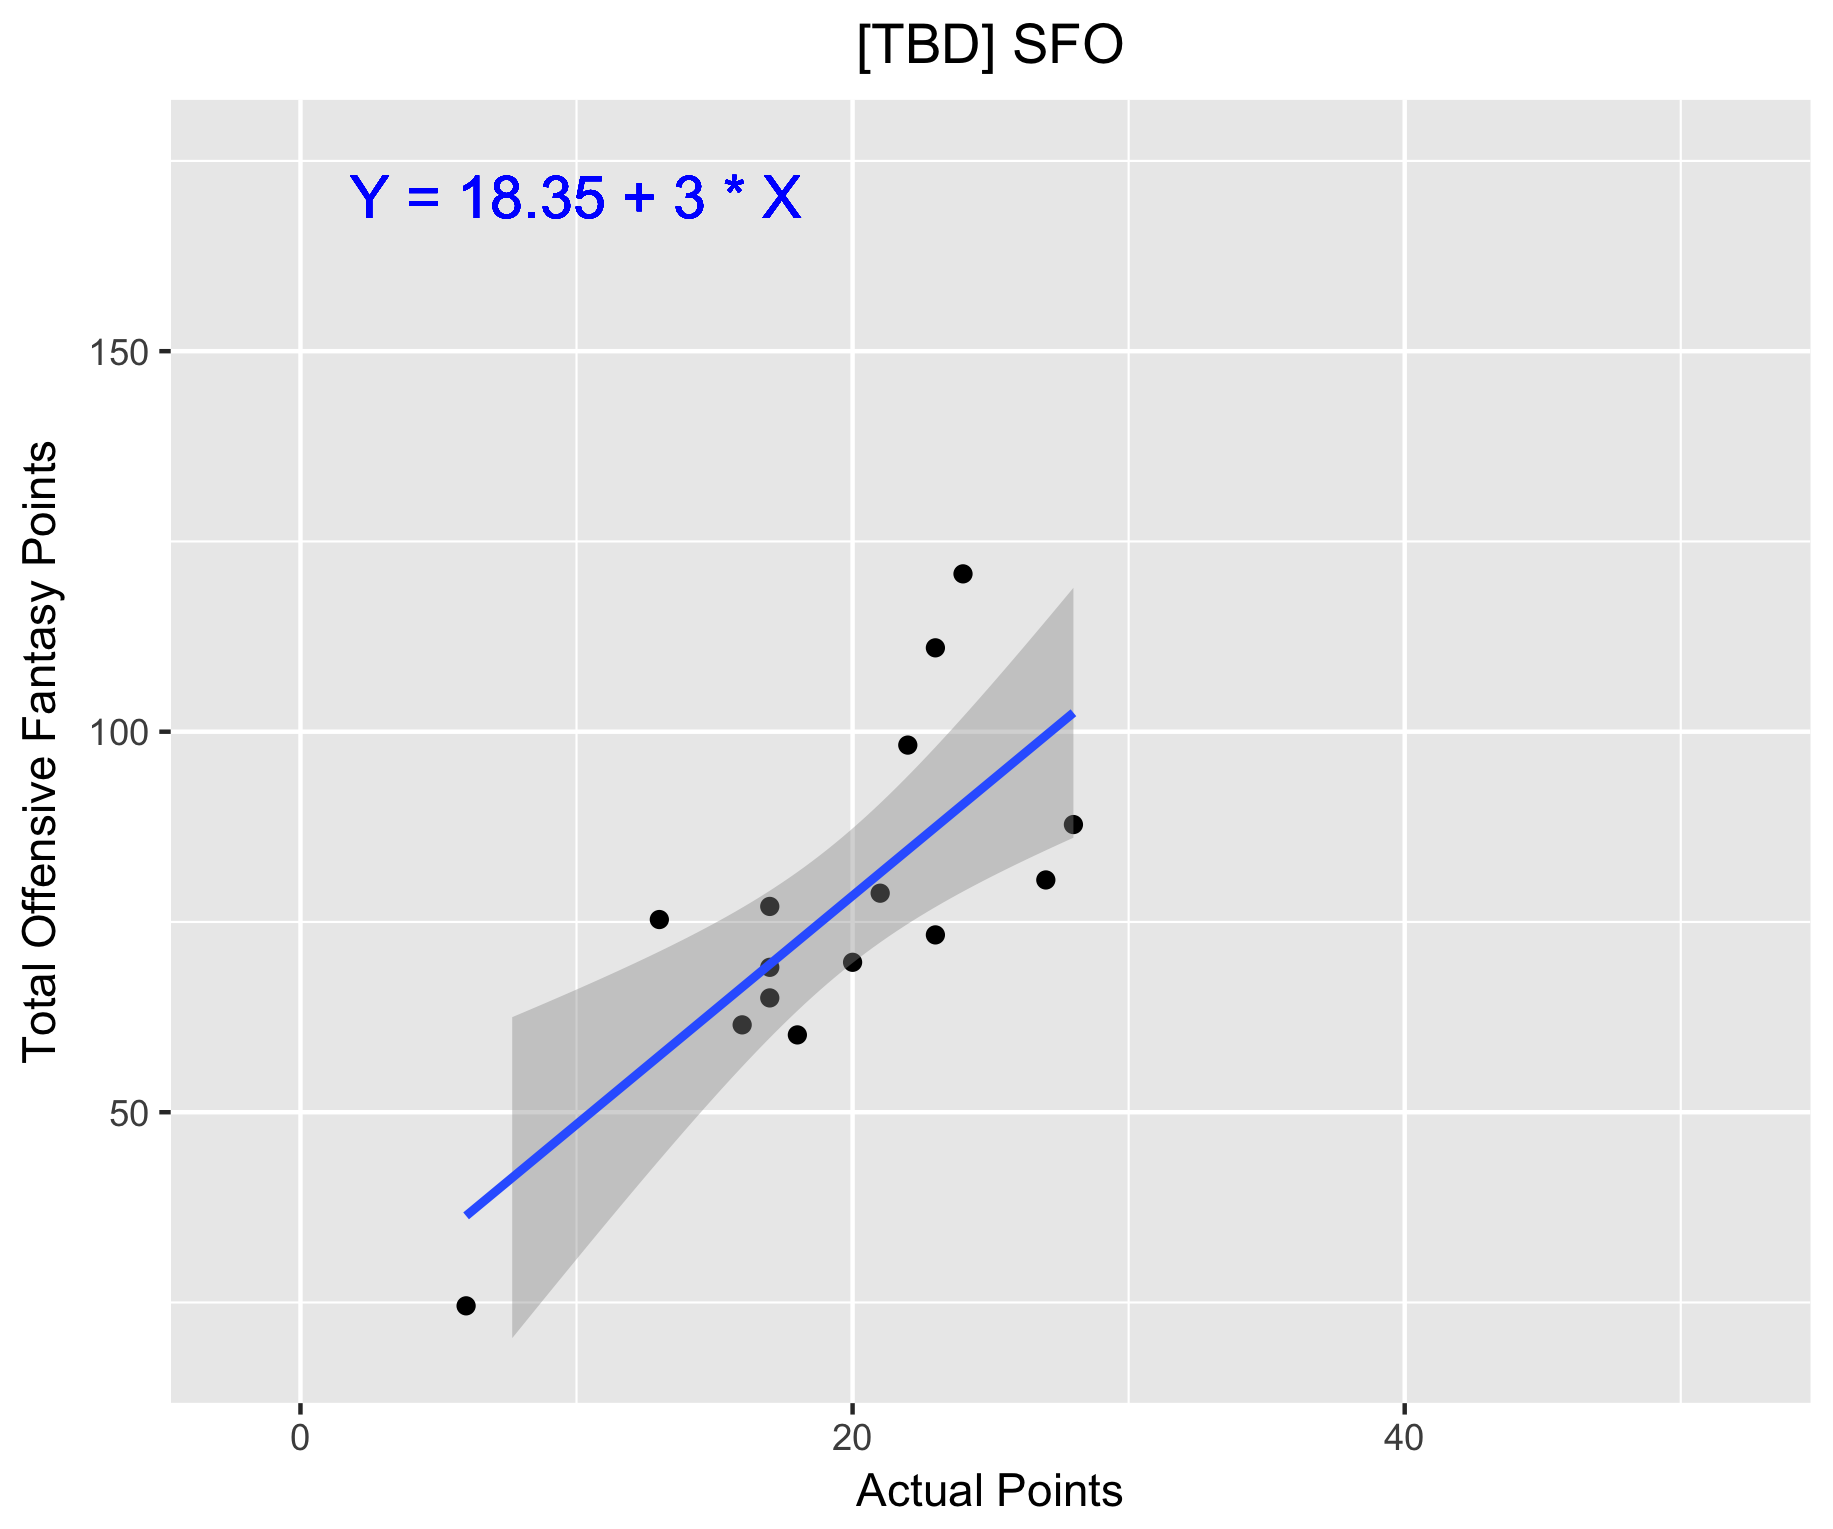 [TBD] SFO
Y = 18.35 + 3 * X
150
100
50
Total Offensive Fantasy Points
0
20
40
Actual Points